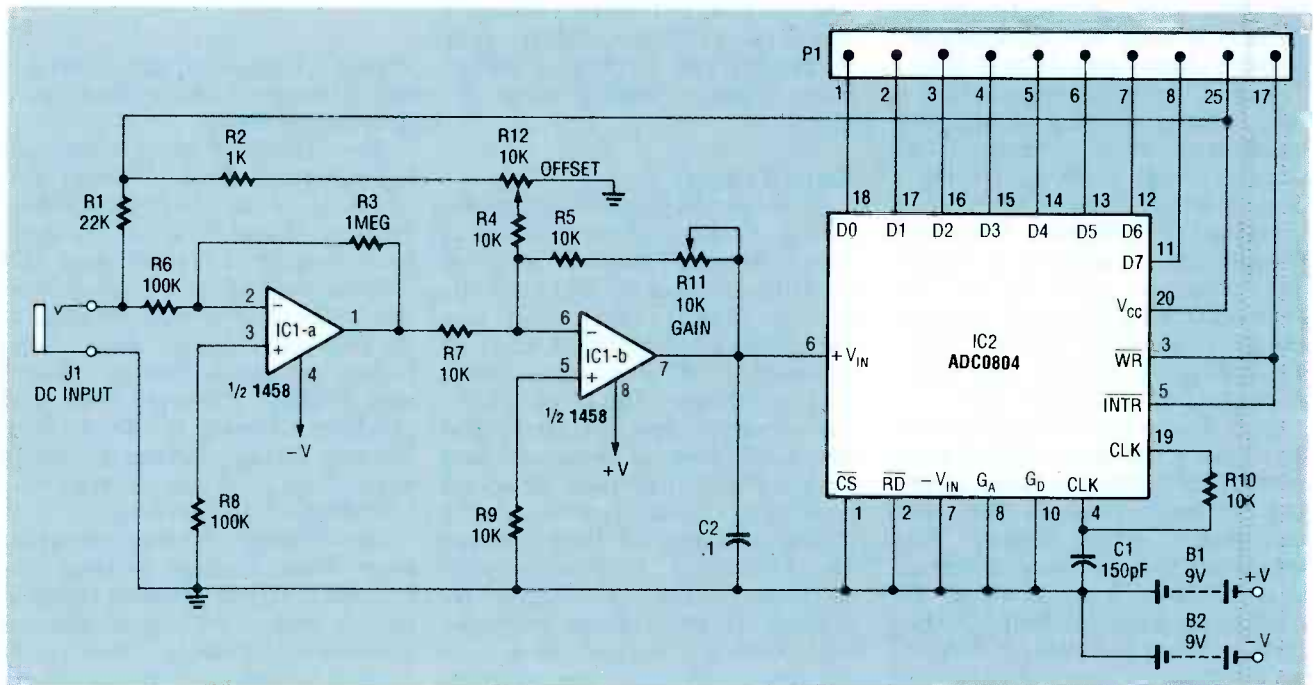 P1
1 2 3 4 5 6 7 8 25 17
R2
1K
R12
10K
OFFSET
R1
22K
R3
1MEG
R4
10K
R5
10K
R11
10K
GAIN
R6
100K
2
−
3
+
IC1-a
1
4
½ 1458
−V
R7
10K
6
−
5
+
IC1-b
7
8
½ 1458
+V
J1
DC INPUT
R8
100K
R9
10K
C2
.1
18 17 16 15 14 13 12
D0 D1 D2 D3 D4 D5 D6
11
D7
20
VCC
6
+VIN
IC2
ADC0804
3
W̅R̅
5
I̅N̅T̅R̅
19
CLK
R10
10K
C̅S̅ R̅D̅ −VIN GA GD CLK
1 2 7 8 10 4
C1
150pF
B1
9V
+V
B2
9V
−V